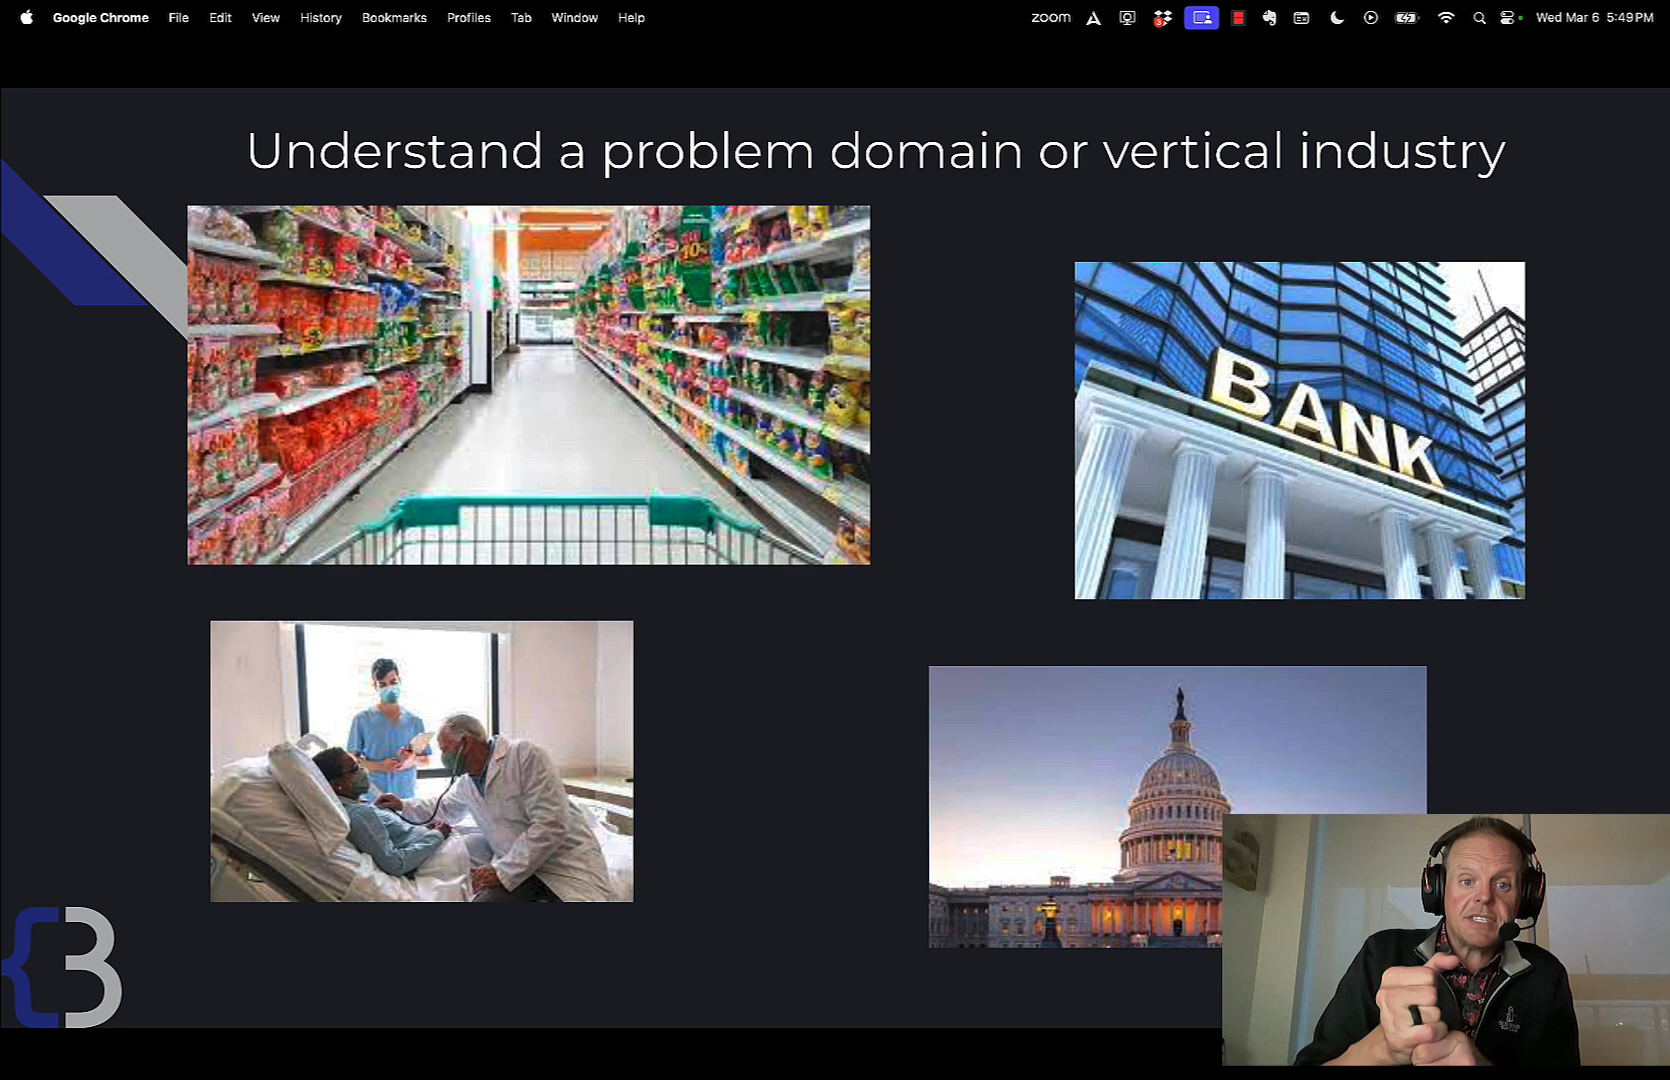 Google Chrome File Edit View History Bookmarks Profiles Tab Window Help zoom Wed Mar 6 5:49 PM
Understand a problem domain or vertical industry
BANK